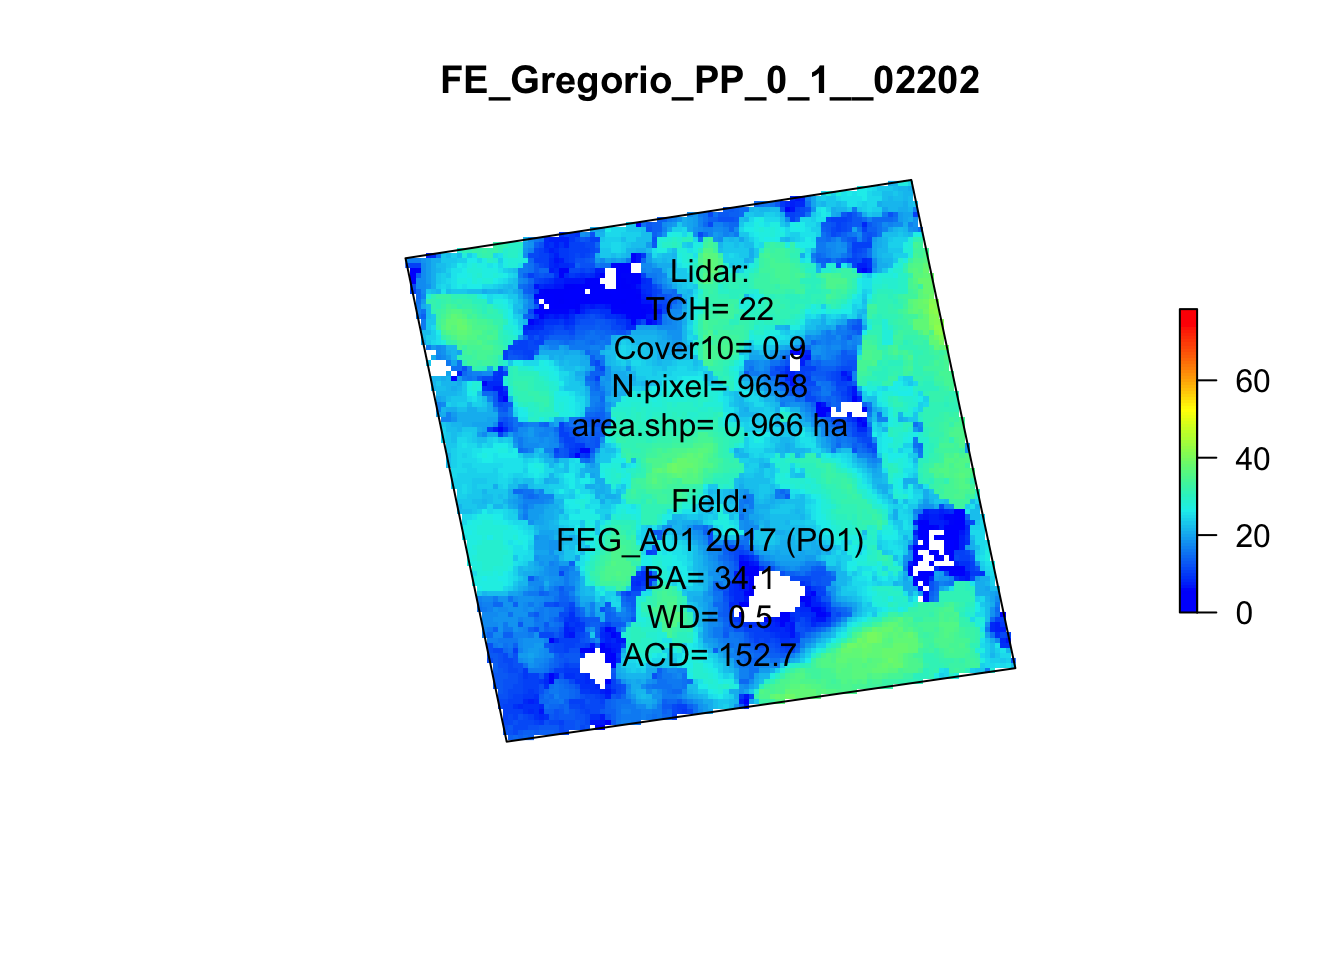 FE_Gregorio_PP_0_1__02202
Lidar:
TCH= 22
Cover10= 0.9
N.pixel= 9658
area.shp= 0.966 ha
Field:
FEG_A01 2017 (P01)
BA= 34.1
WD= 0.5
ACD= 152.7
60
40
20
0